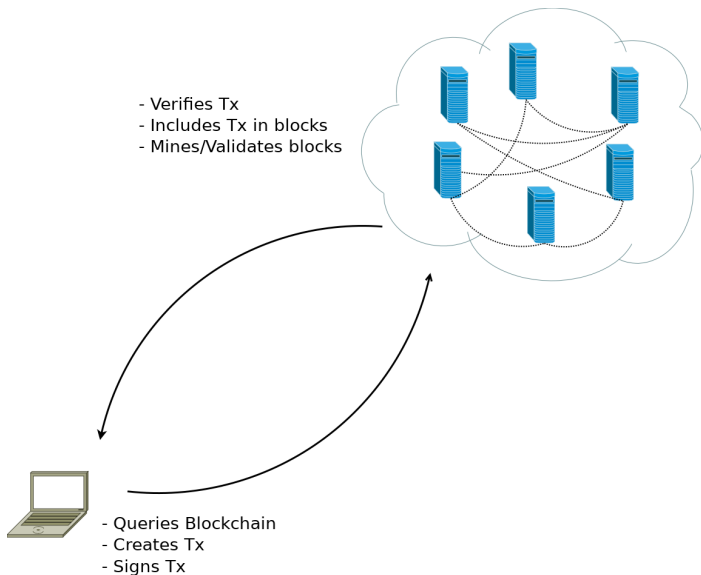 - Verifies Tx
- Includes Tx in blocks
- Mines/Validates blocks
- Queries Blockchain
- Creates Tx
- Signs Tx